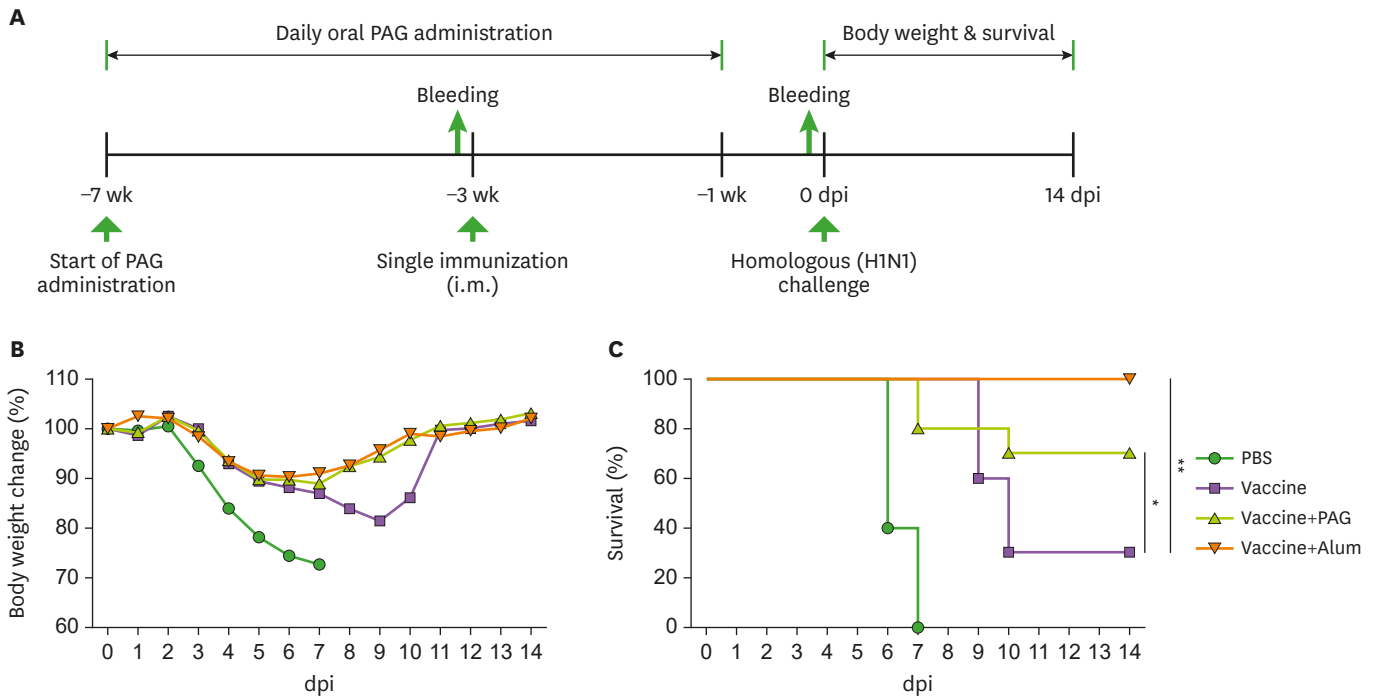 A
Daily oral PAG administration
Body weight & survival
Bleeding
Bleeding
−7 wk
−3 wk
−1 wk
0 dpi
14 dpi
Start of PAG
administration
Single immunization
(i.m.)
Homologous (H1N1)
challenge
B
Body weight change (%)
110
100
90
80
70
60
0 1 2 3 4 5 6 7 8 9 10 11 12 13 14
dpi
C
Survival (%)
100
80
60
40
20
0
0 1 2 3 4 5 6 7 8 9 10 11 12 13 14
dpi
*
**
PBS
Vaccine
Vaccine+PAG
Vaccine+Alum